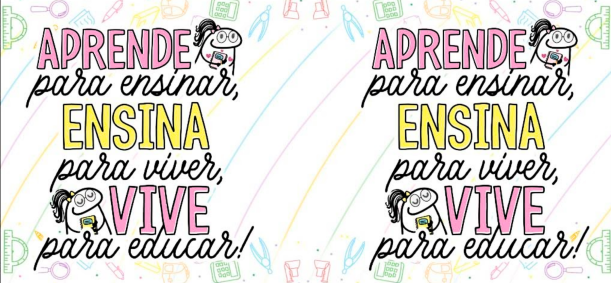 APRENDE
para ensinar,
ENSINA
para viver,
VIVE
para educar!
APRENDE
para ensinar,
ENSINA
para viver,
VIVE
para educar!